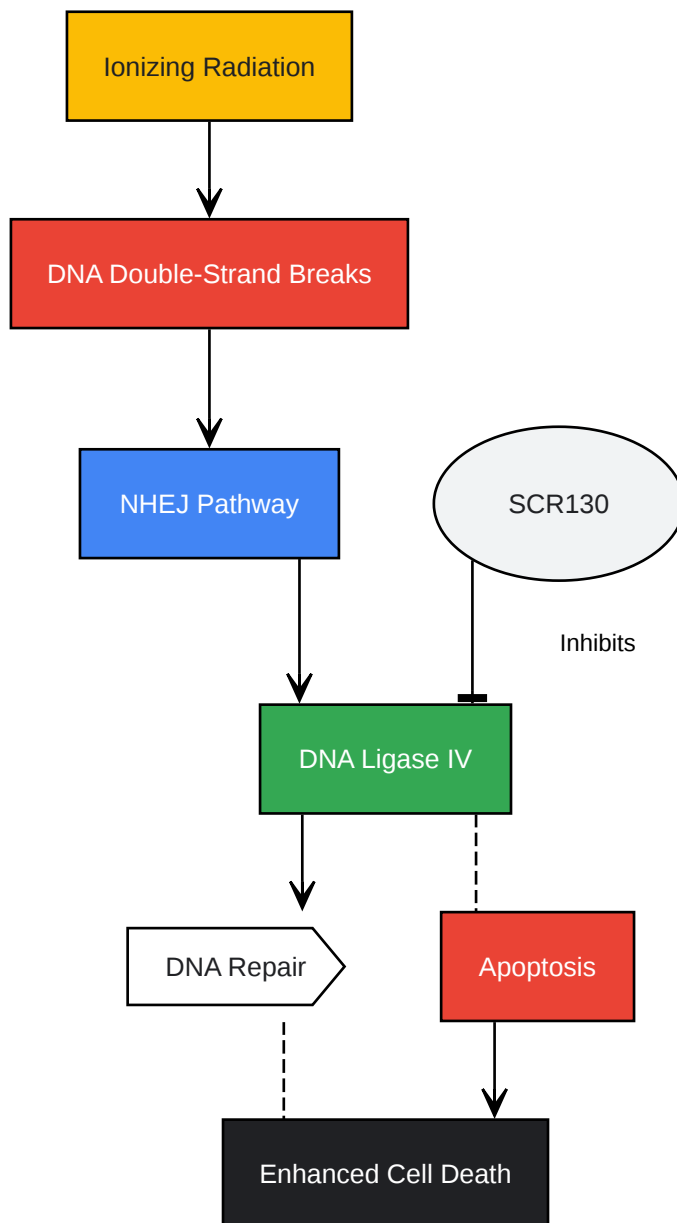 Ionizing Radiation
DNA Double-Strand Breaks
NHEJ Pathway
SCR130
Inhibits
DNA Ligase IV
DNA Repair
Apoptosis
Enhanced Cell Death